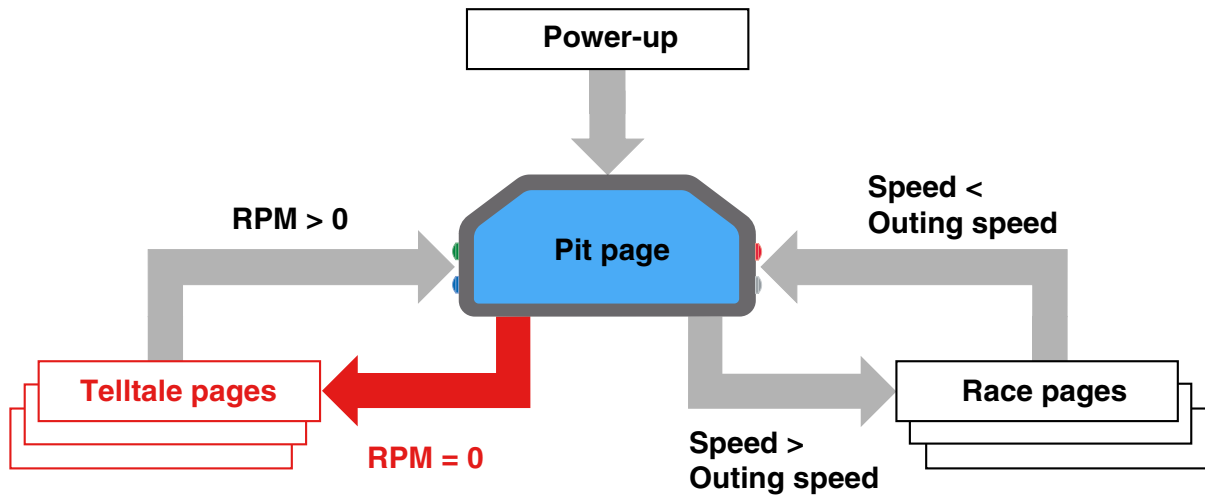 Power-up
Speed <
Outing speed
RPM > 0
Pit page
Telltale pages
Race pages
RPM = 0
Speed >
Outing speed